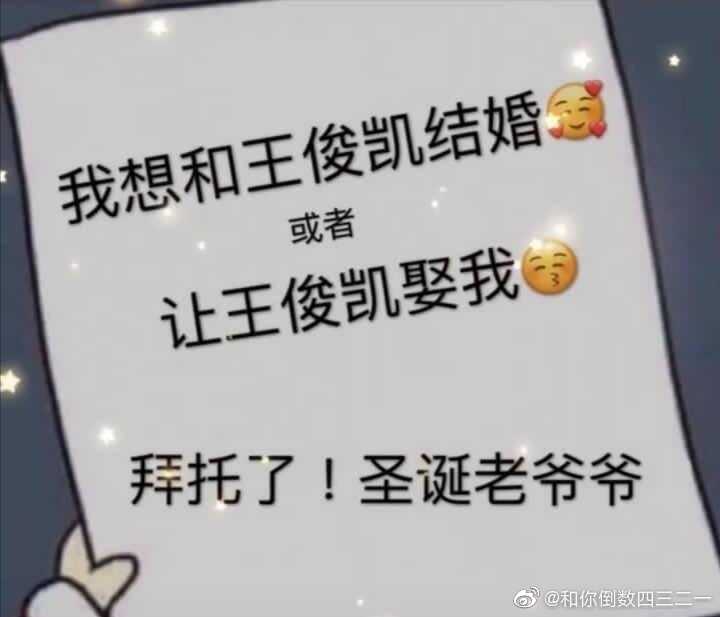 我想和王俊凯结婚🥰
或者
让王俊凯娶我😚
拜托了！圣诞老爷爷
@和你倒数四三二一